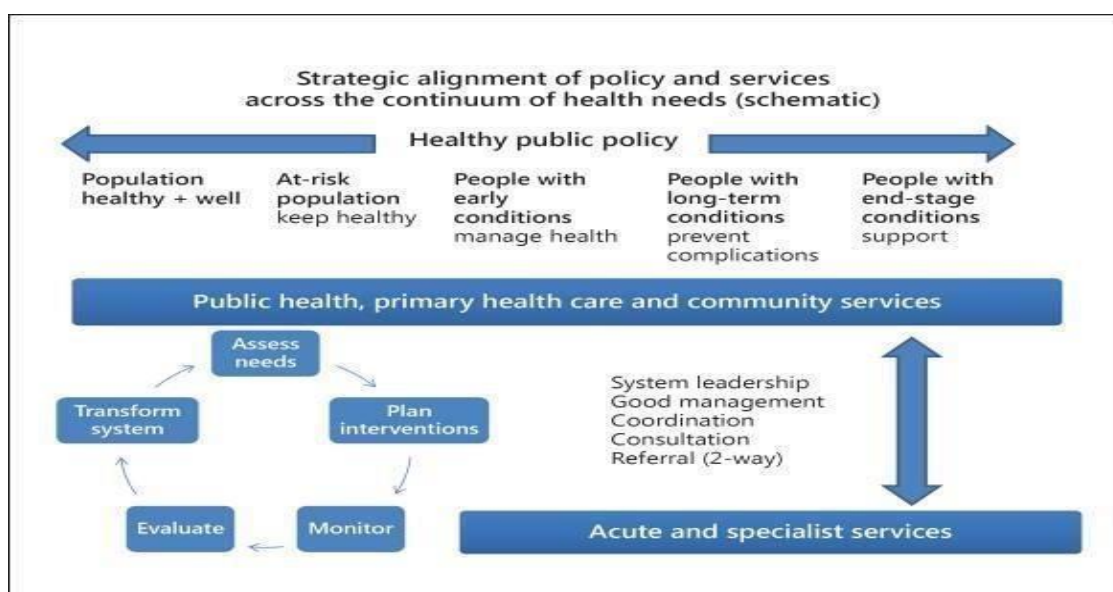 Strategic alignment of policy and services
across the continuum of health needs (schematic)
Healthy public policy
Population
healthy + well
At-risk
population
keep healthy
People with
early
conditions
manage health
People with
long-term
conditions
prevent
complications
People with
end-stage
conditions
support
Public health, primary health care and community services
Assess
needs
Plan
interventions
Monitor
Evaluate
Transform
system
System leadership
Good management
Coordination
Consultation
Referral (2-way)
Acute and specialist services